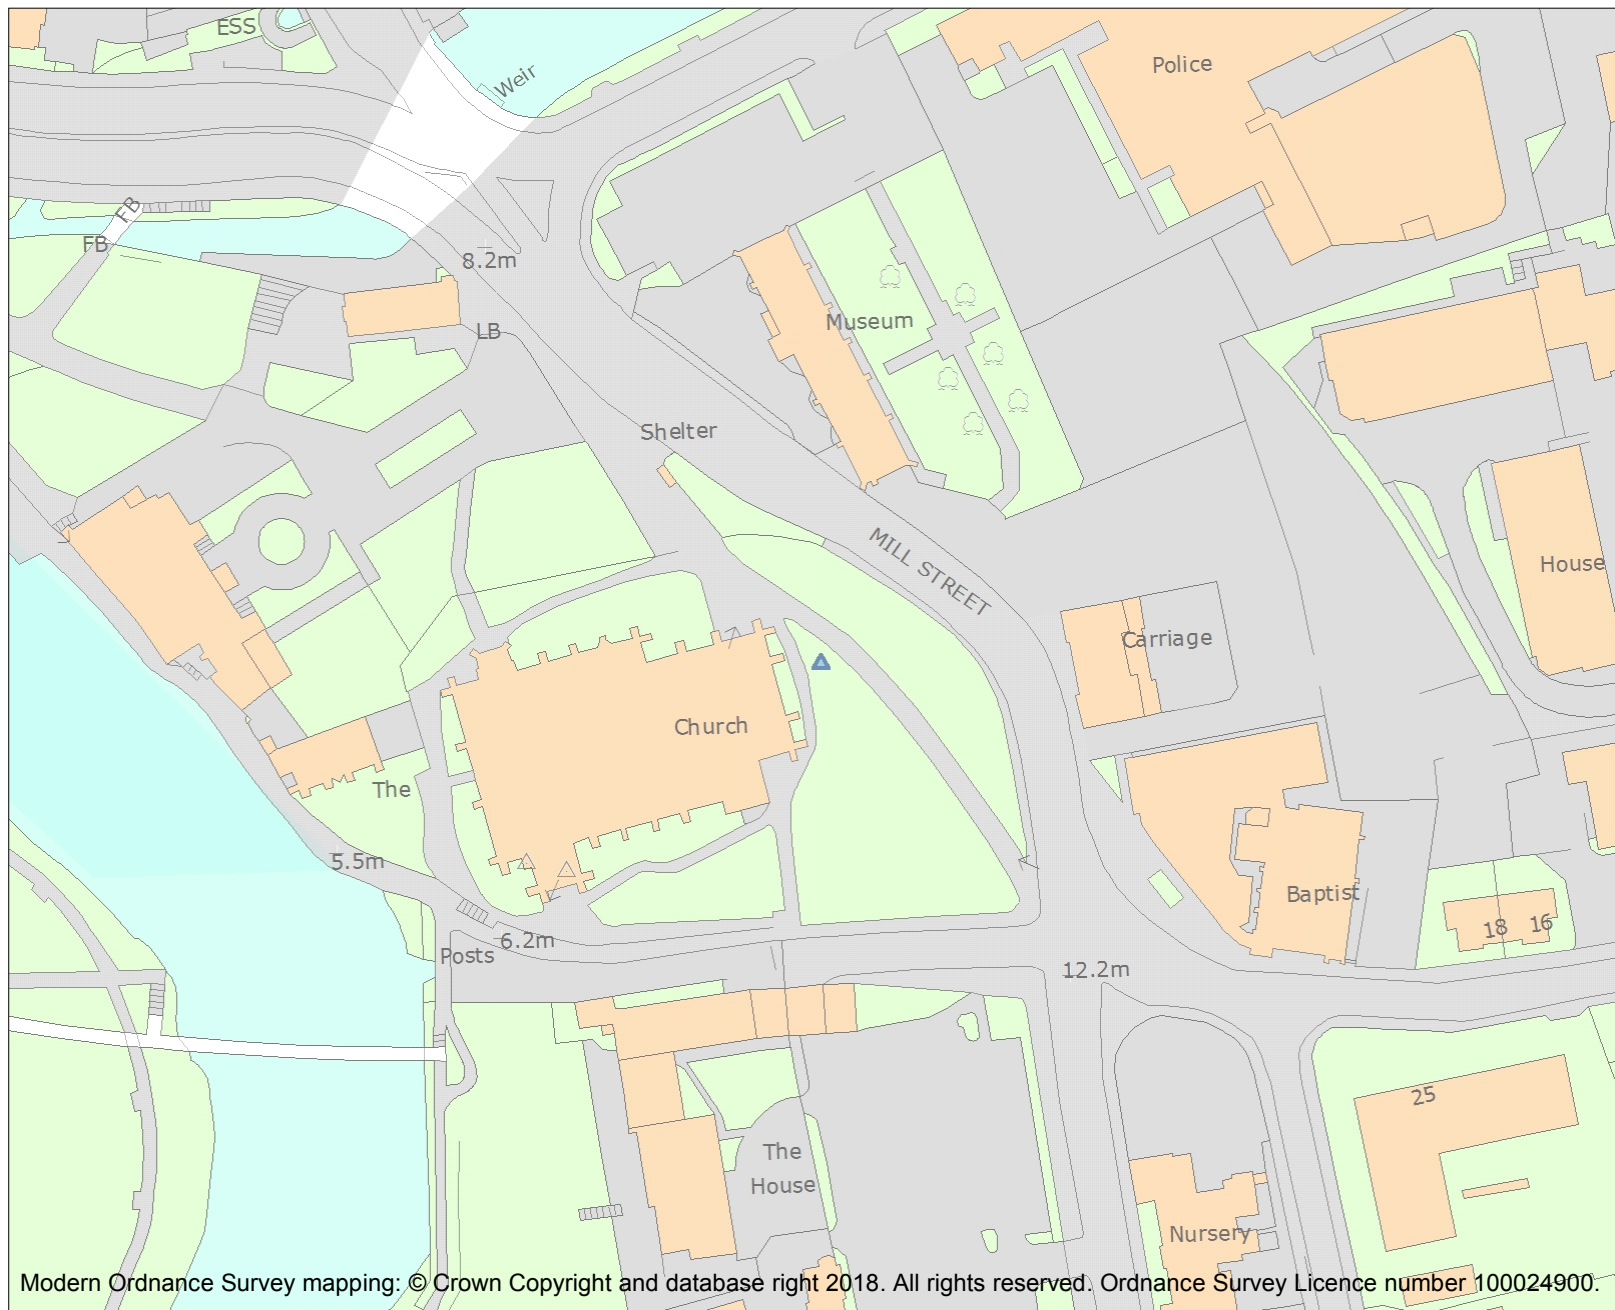 ESS
Weir
Police
FB
FB
8.2m
LB
Museum
Shelter
MILL STREET
House
Carriage
Church
The
5.5m
Baptist
18
16
6.2m
Posts
12.2m
25
The
House
Nursery
Modern Ordnance Survey mapping: © Crown Copyright and database right 2018. All rights reserved. Ordnance Survey Licence number 100024900.